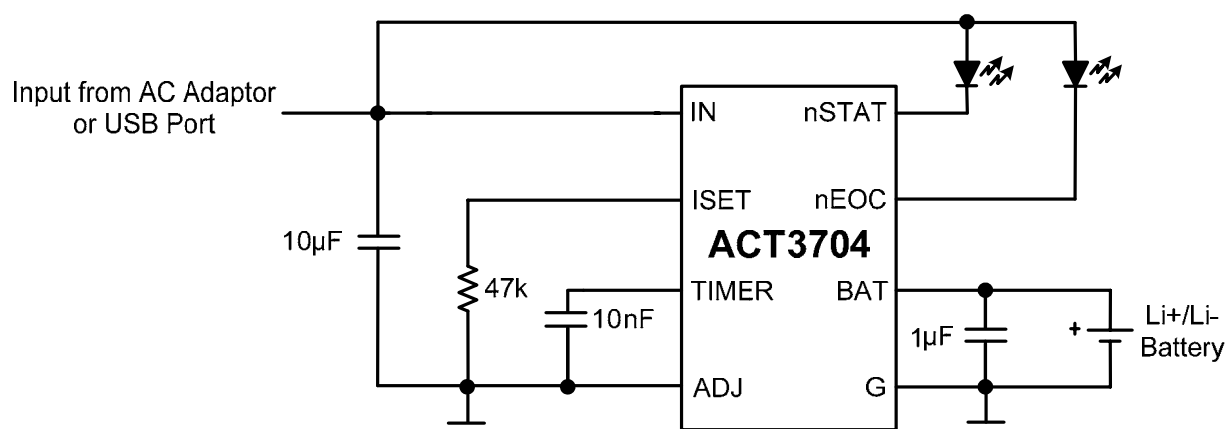 Input from AC Adaptor
or USB Port
IN
nSTAT
ISET
nEOC
ACT3704
10µF
47k
TIMER
BAT
10nF
1µF
+
Li+/Li-
Battery
ADJ
G